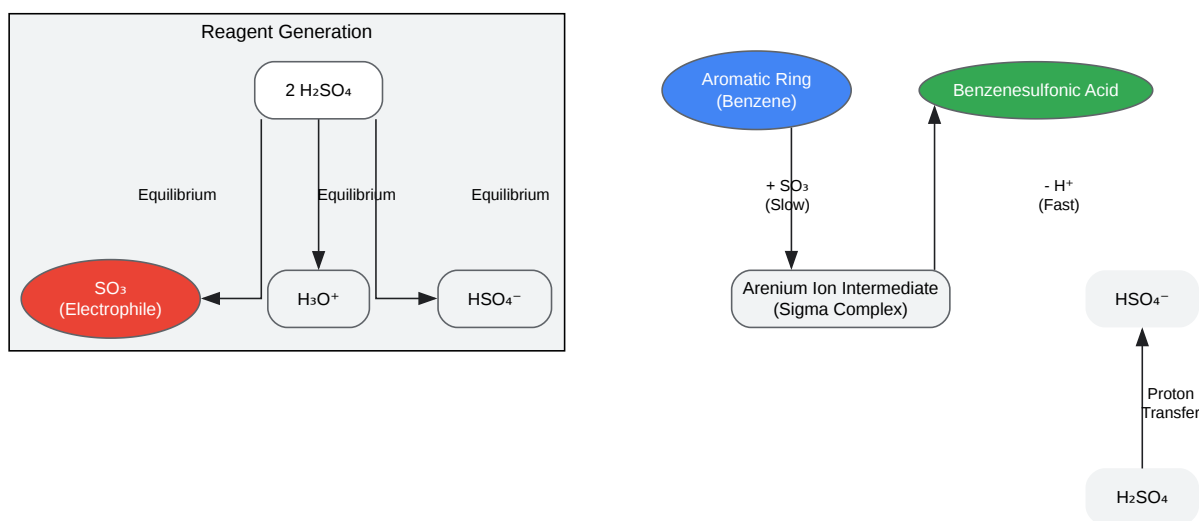 Reagent Generation
2 H₂SO₄
Equilibrium
Equilibrium
Equilibrium
SO₃
(Electrophile)
H₃O⁺
HSO₄⁻
Aromatic Ring
(Benzene)
Benzenesulfonic Acid
+ SO₃
(Slow)
- H⁺
(Fast)
Arenium Ion Intermediate
(Sigma Complex)
HSO₄⁻
Proton
Transfer
H₂SO₄